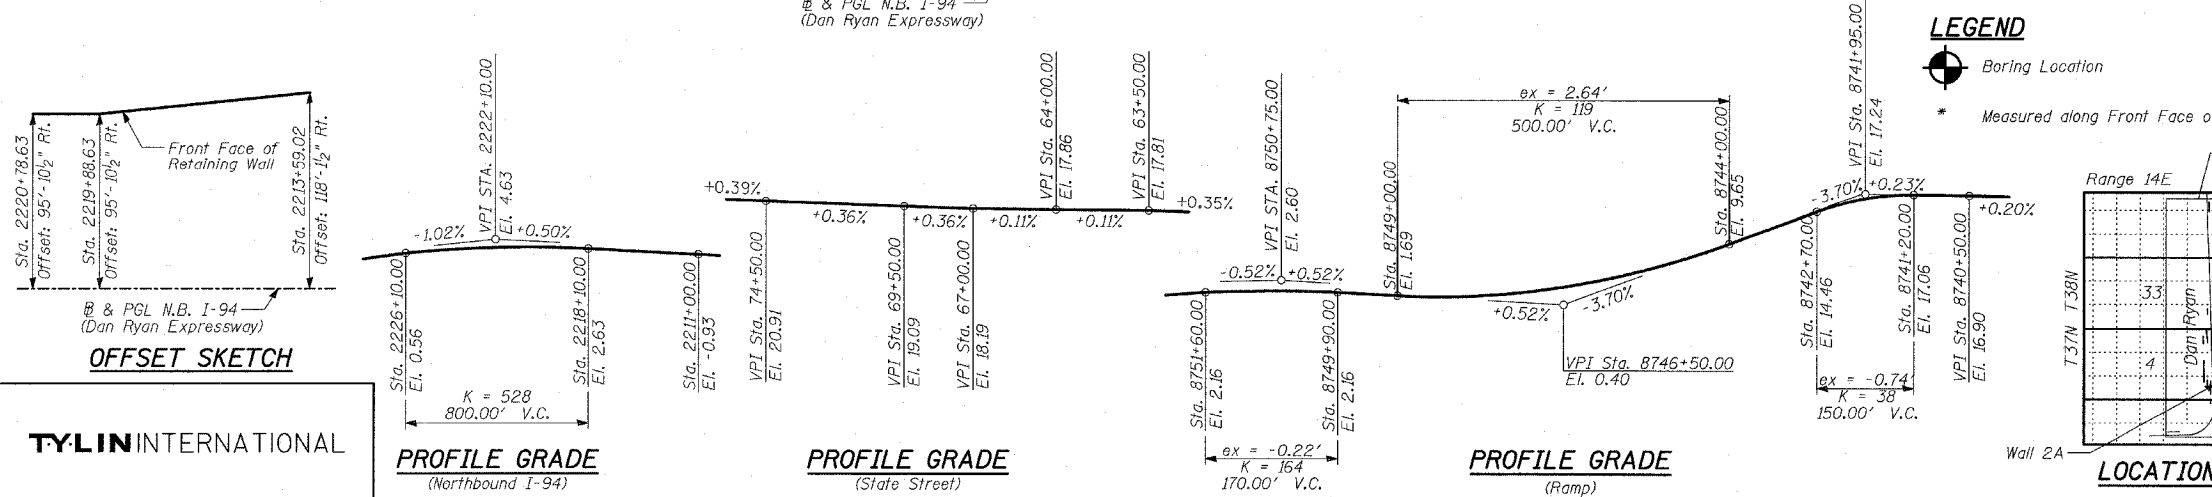 ℄ & PGL N.B. I-94
(Dan Ryan Expressway)
Sta. 2220+78.63
Offset: 95'-10½" Rt.
Sta. 2219+88.63
Offset: 95'-10½" Rt.
Front Face of
Retaining Wall
Sta. 2213+59.02
Offset: 118'-1½" Rt.
℄ & PGL N.B. I-94
(Dan Ryan Expressway)
OFFSET SKETCH
TYLININTERNATIONAL
VPI STA. 2222+10.00
El. 4.63
-1.02%
+0.50%
Sta. 2226+10.00
El. 0.56
Sta. 2218+10.00
El. 2.63
Sta. 2211+00.00
El. -0.93
K = 528
800.00' V.C.
PROFILE GRADE
(Northbound I-94)
+0.39%
VPI Sta. 74+50.00
El. 20.91
+0.36%
VPI Sta. 69+50.00
El. 19.09
+0.36%
VPI Sta. 67+00.00
El. 18.19
+0.11%
VPI Sta. 64+00.00
El. 17.86
+0.11%
VPI Sta. 63+50.00
El. 17.81
+0.35%
PROFILE GRADE
(State Street)
VPI STA. 8750+75.00
El. 2.60
-0.52%
+0.52%
Sta. 8751+60.00
El. 2.16
Sta. 8749+90.00
El. 2.16
ex = -0.22'
K = 164
170.00' V.C.
Sta. 8749+00.00
El. 1.69
ex = 2.64'
K = 119
500.00' V.C.
Sta. 8744+00.00
El. 9.65
+0.52%
-3.70%
VPI Sta. 8746+50.00
El. 0.40
VPI Sta. 8741+95.00
El. 17.24
-3.70%
+0.23%
Sta. 8742+70.00
El. 14.46
Sta. 8741+20.00
El. 17.06
VPI Sta. 8740+50.00
El. 16.90
+0.20%
ex = -0.74'
K = 38
150.00' V.C.
PROFILE GRADE
(Ramp)
LEGEND
Boring Location
* Measured along Front Face o
Range 14E
T37N T38N
33
4
Dan Ryan
Wall 2A
LOCATION